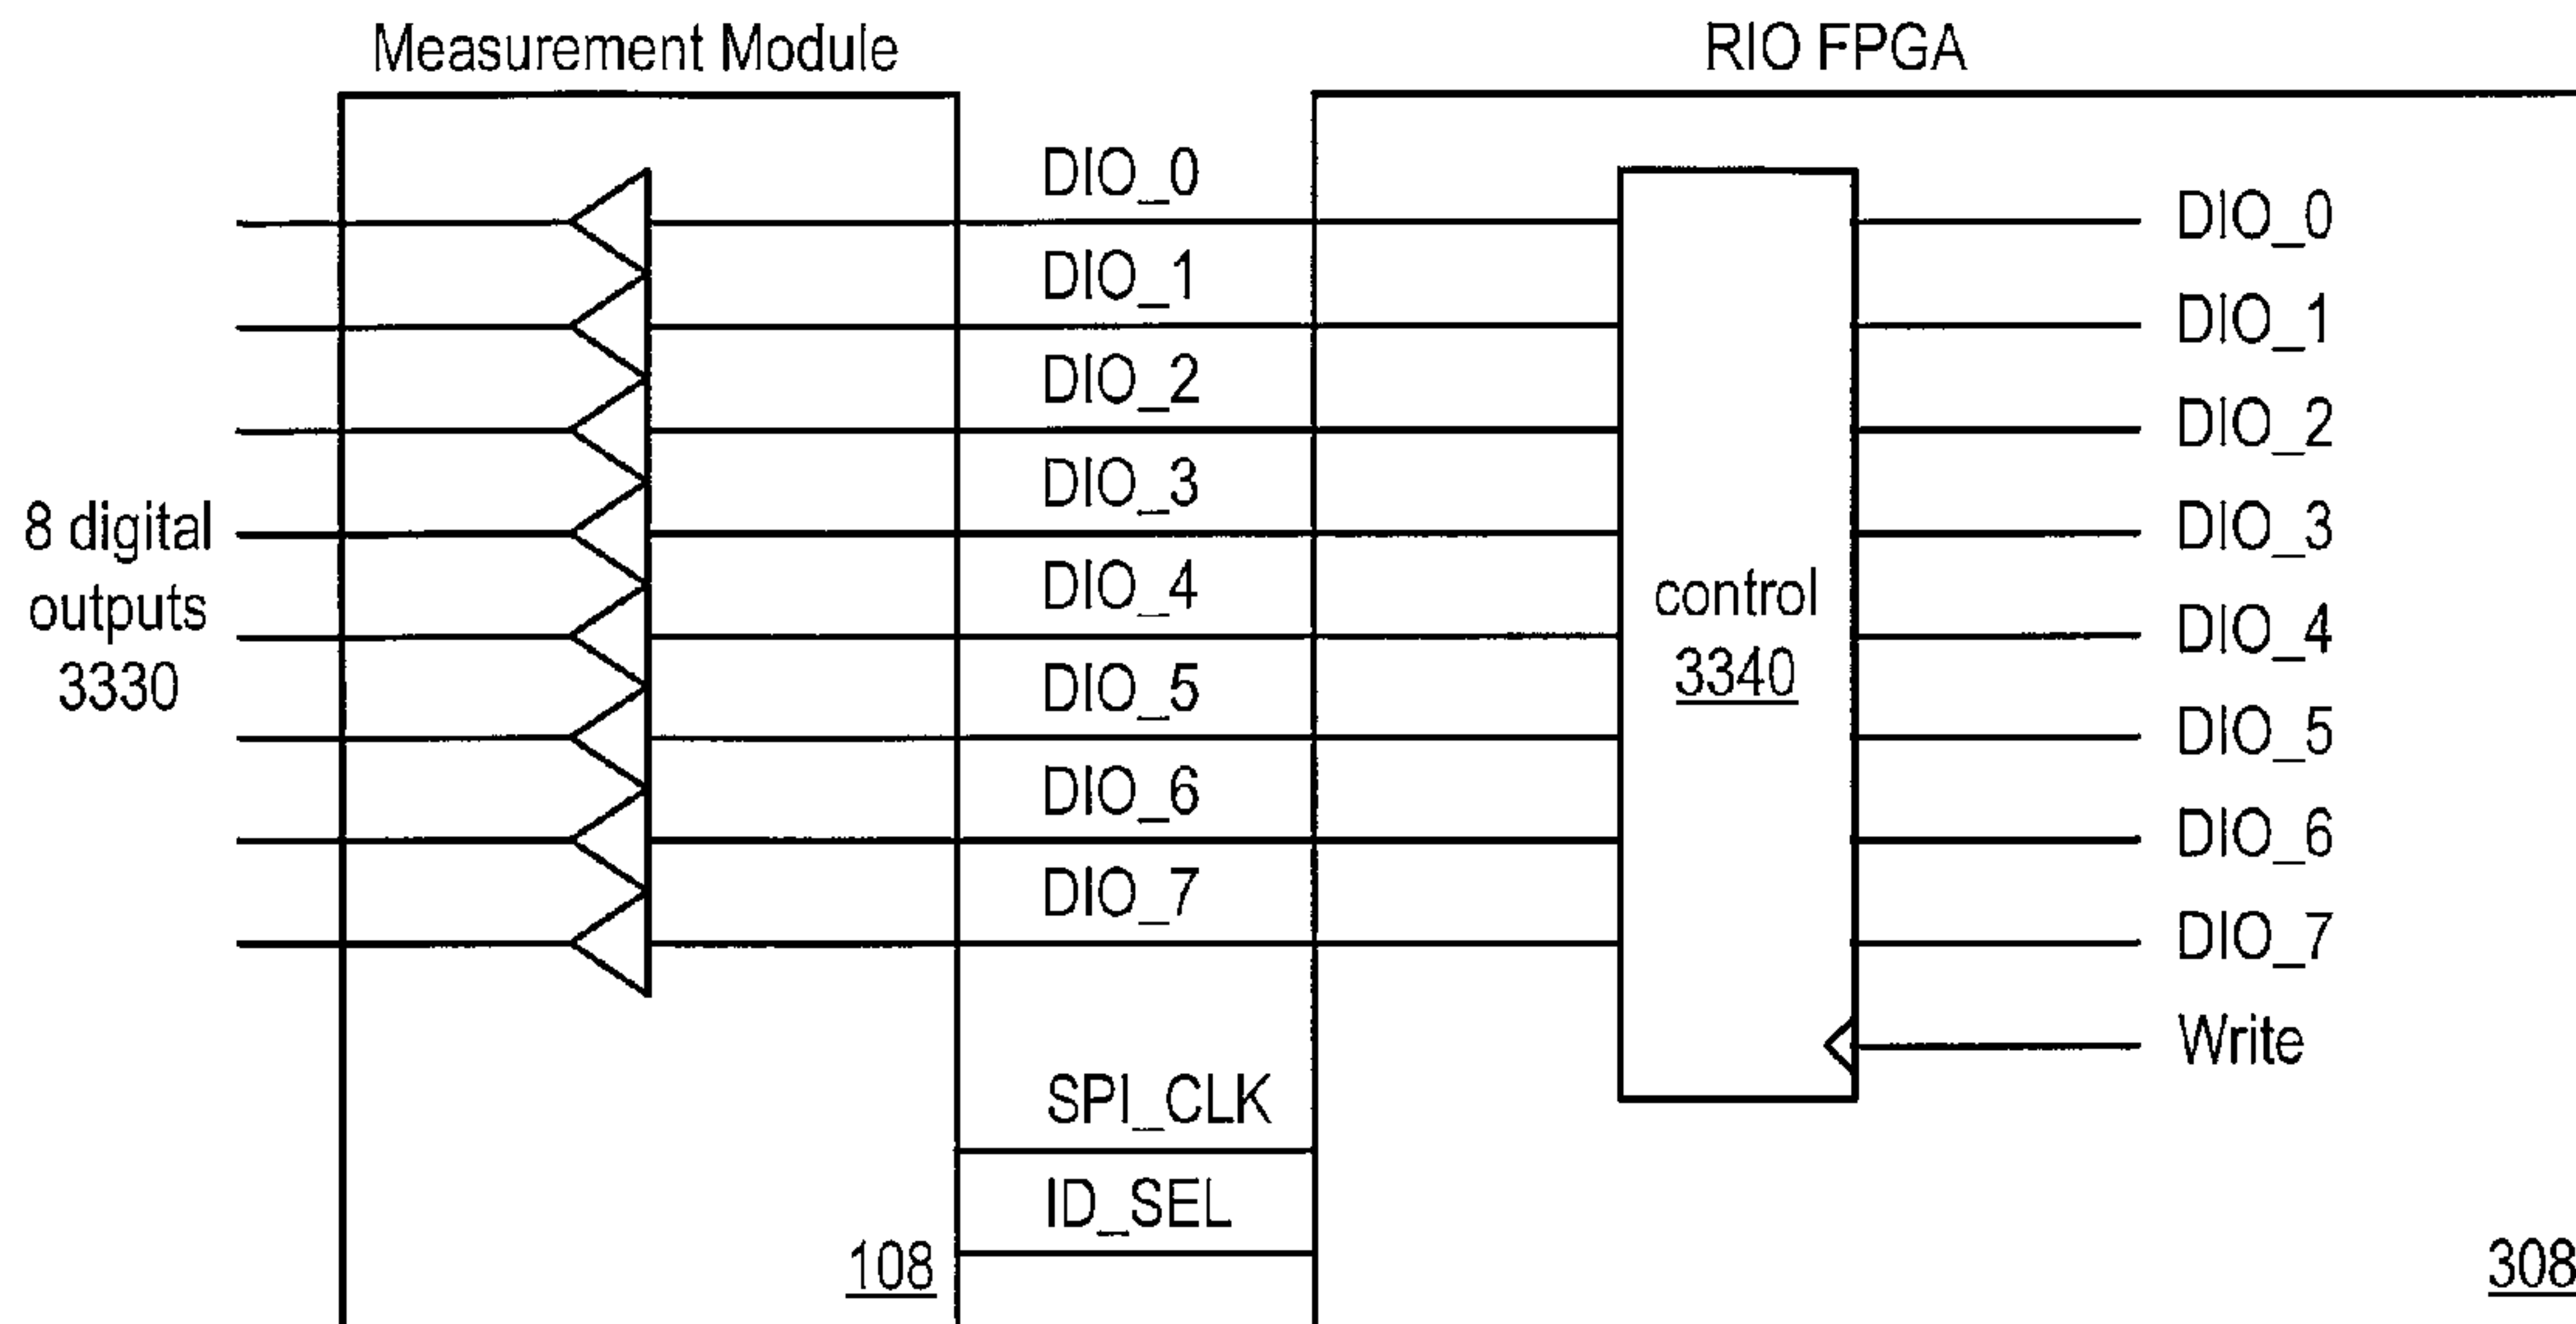 Measurement Module
RIO FPGA
DIO_0
DIO_1
DIO_2
DIO_3
DIO_4
DIO_5
DIO_6
DIO_7
SPI_CLK
ID_SEL
8 digital
outputs
3330
control
3340
DIO_0
DIO_1
DIO_2
DIO_3
DIO_4
DIO_5
DIO_6
DIO_7
Write
108
308